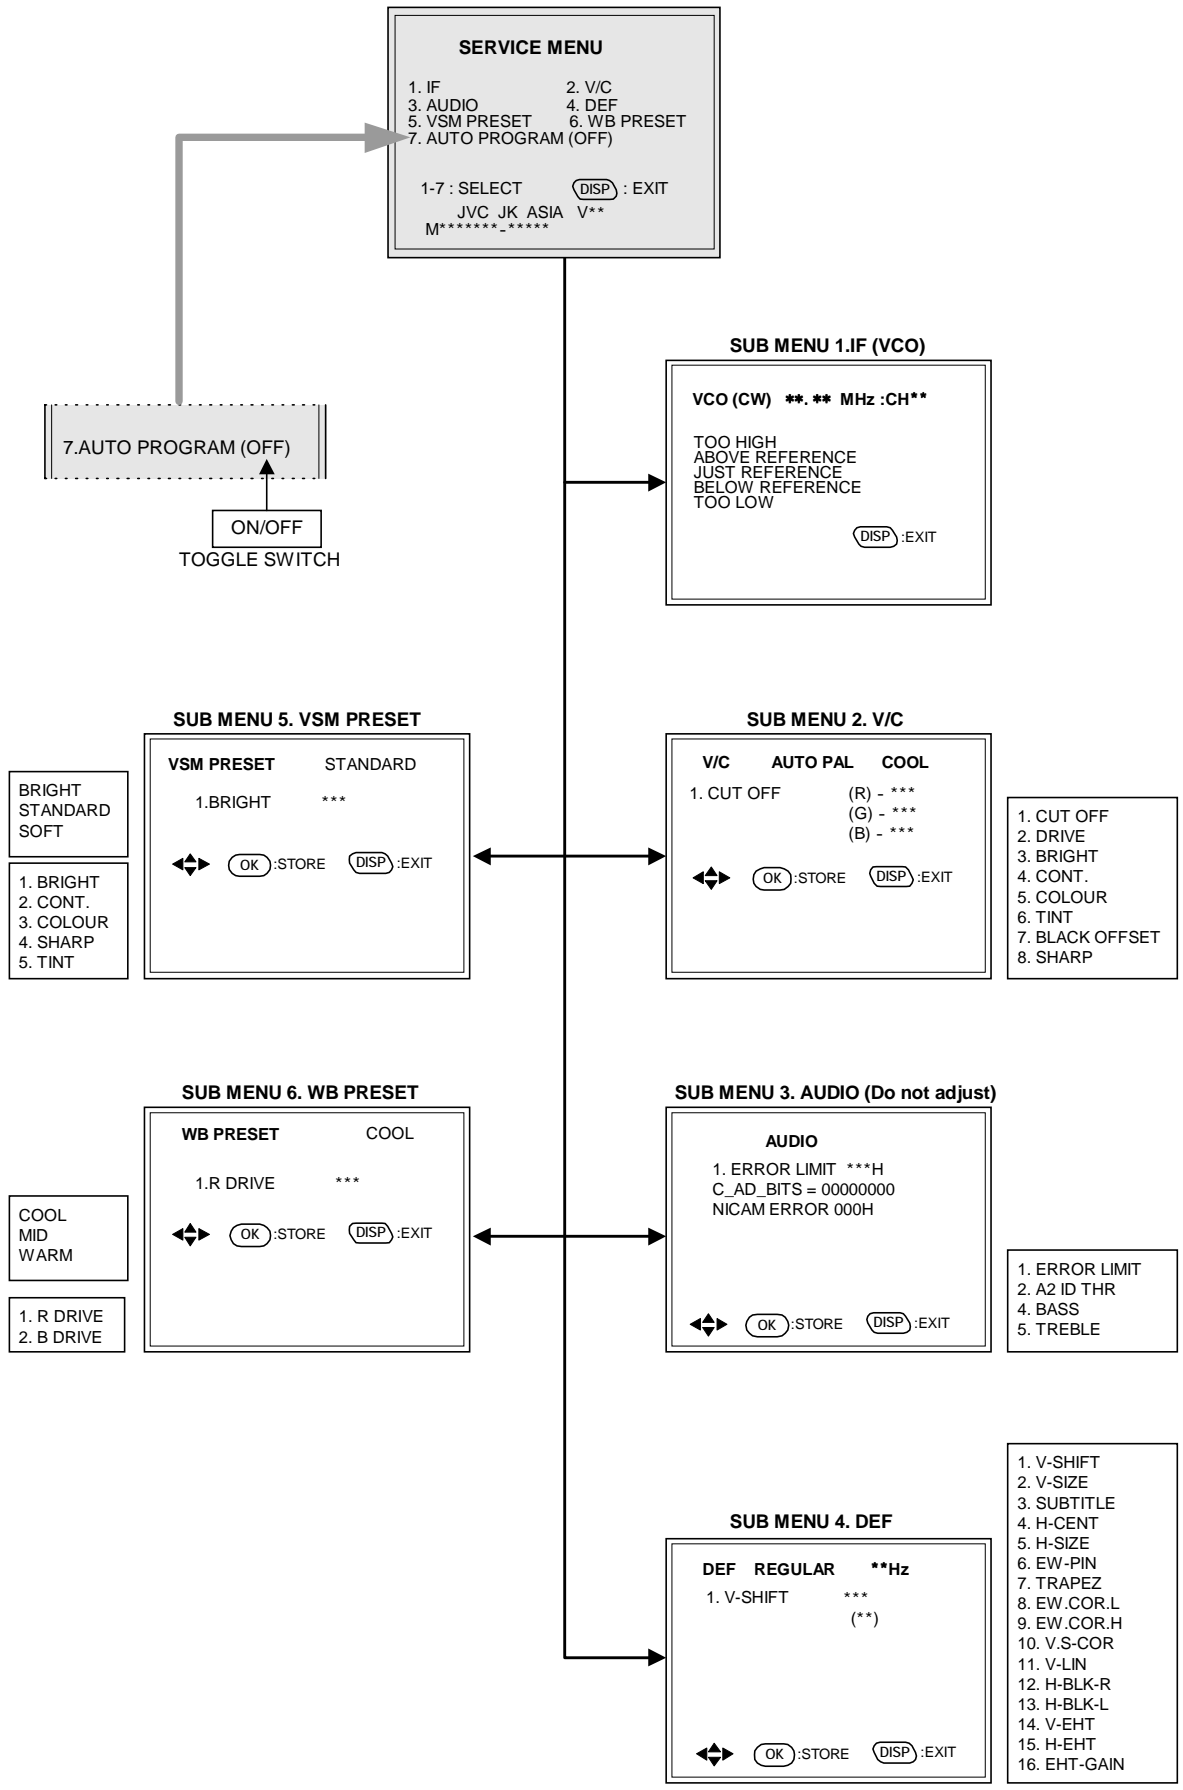 SERVICE MENU
1. IF 2. V/C
3. AUDIO 4. DEF
5. VSM PRESET 6. WB PRESET
7. AUTO PROGRAM (OFF)
1-7 : SELECT DISP : EXIT
JVC JK ASIA V**
M*******-*****
7.AUTO PROGRAM (OFF)
ON/OFF
TOGGLE SWITCH
SUB MENU 1.IF (VCO)
VCO (CW) **.** MHz :CH**
TOO HIGH
ABOVE REFERENCE
JUST REFERENCE
BELOW REFERENCE
TOO LOW
DISP :EXIT
SUB MENU 5. VSM PRESET
VSM PRESET STANDARD
1.BRIGHT ***
OK :STORE DISP :EXIT
BRIGHT
STANDARD
SOFT
1. BRIGHT
2. CONT.
3. COLOUR
4. SHARP
5. TINT
SUB MENU 2. V/C
V/C AUTO PAL COOL
1. CUT OFF (R) - ***
(G) - ***
(B) - ***
OK :STORE DISP :EXIT
1. CUT OFF
2. DRIVE
3. BRIGHT
4. CONT.
5. COLOUR
6. TINT
7. BLACK OFFSET
8. SHARP
SUB MENU 6. WB PRESET
WB PRESET COOL
1.R DRIVE ***
OK :STORE DISP :EXIT
COOL
MID
WARM
1. R DRIVE
2. B DRIVE
SUB MENU 3. AUDIO (Do not adjust)
AUDIO
1. ERROR LIMIT ***H
C_AD_BITS = 00000000
NICAM ERROR 000H
OK :STORE DISP :EXIT
1. ERROR LIMIT
2. A2 ID THR
4. BASS
5. TREBLE
SUB MENU 4. DEF
DEF REGULAR **Hz
1. V-SHIFT ***
(**)
OK :STORE DISP :EXIT
1. V-SHIFT
2. V-SIZE
3. SUBTITLE
4. H-CENT
5. H-SIZE
6. EW-PIN
7. TRAPEZ
8. EW.COR.L
9. EW.COR.H
10. V.S-COR
11. V-LIN
12. H-BLK-R
13. H-BLK-L
14. V-EHT
15. H-EHT
16. EHT-GAIN